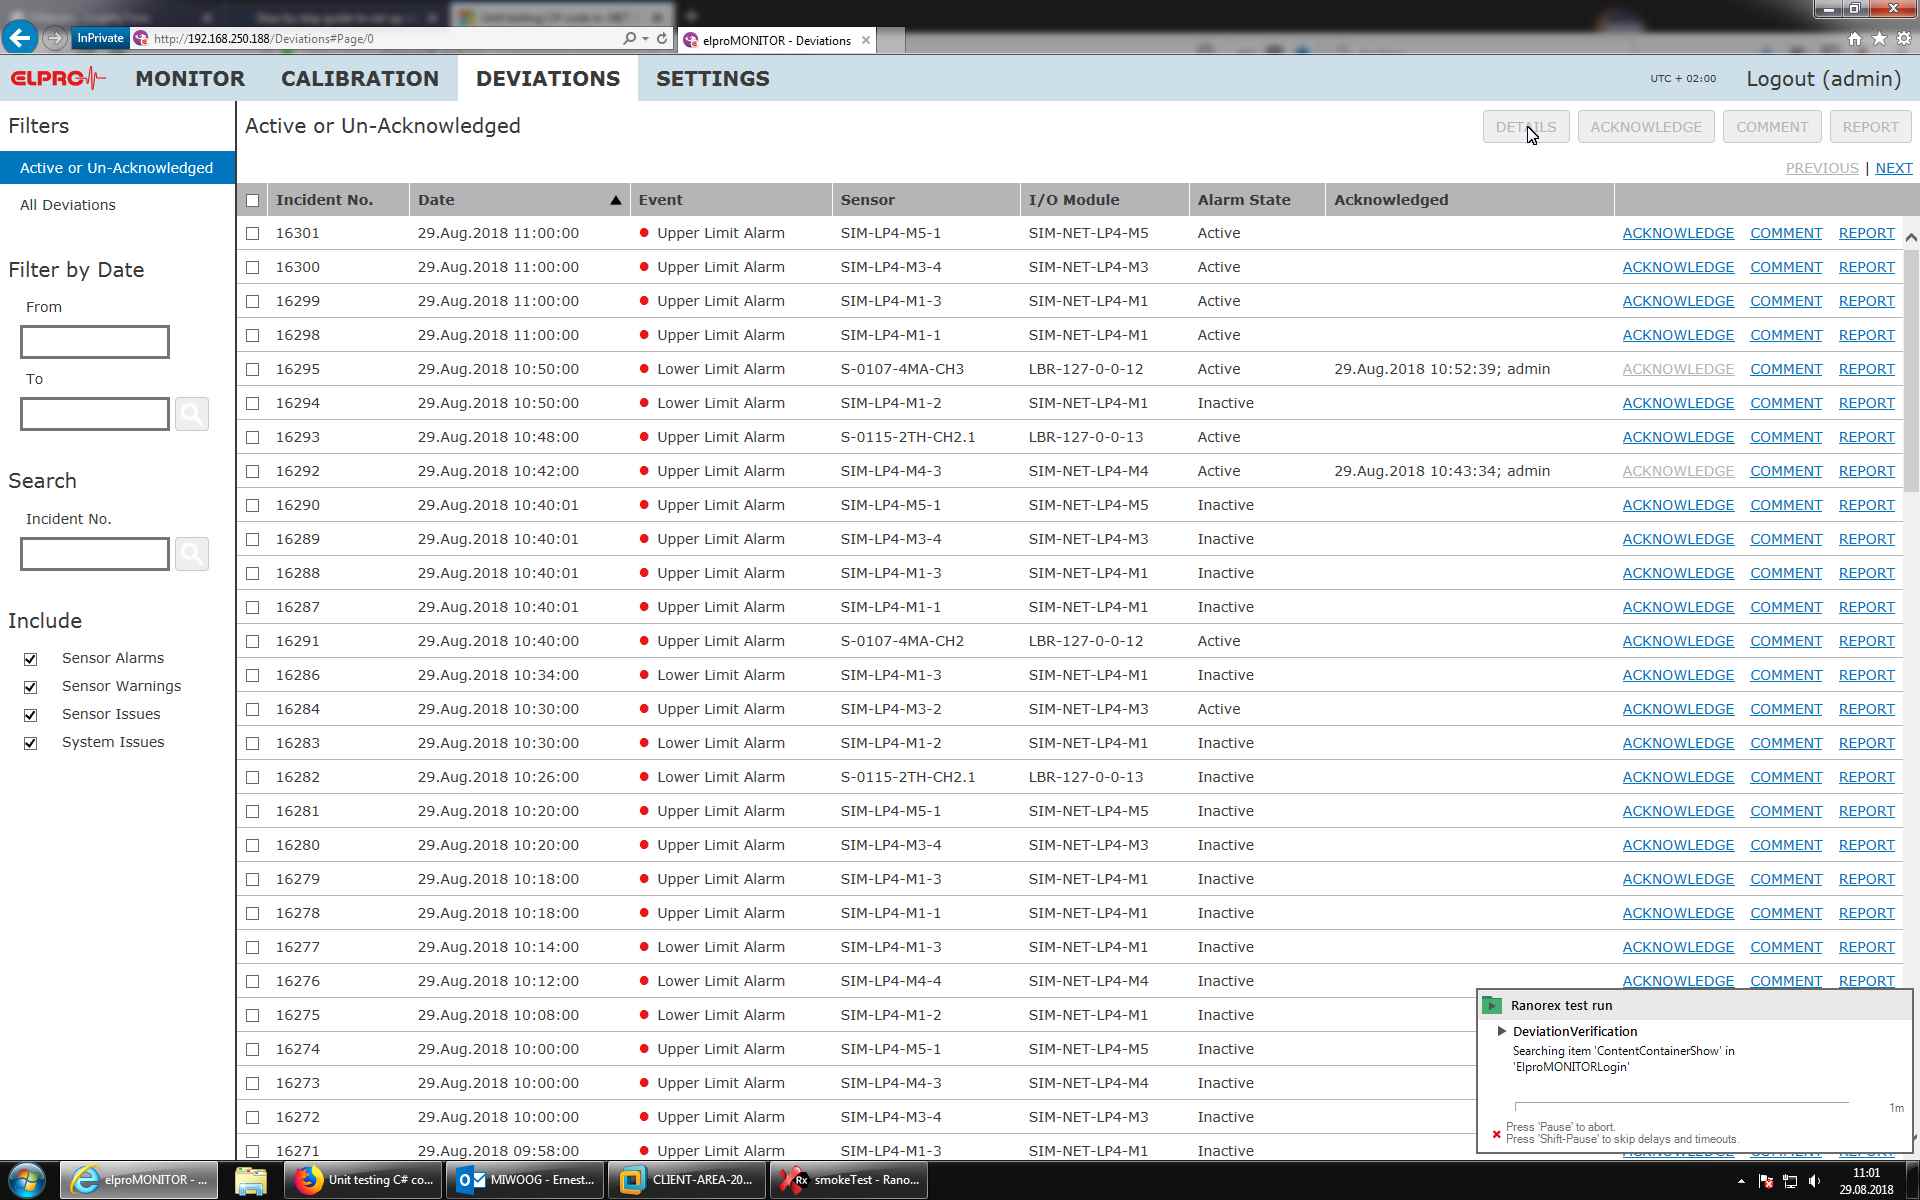 Unit testing C# code in .NET
InPrivate
http://192.168.250.188/Deviations#Page/0
elproMONITOR - Deviations
ELPRO
MONITOR
CALIBRATION
DEVIATIONS
SETTINGS
UTC + 02:00
Logout (admin)
Filters
Active or Un-Acknowledged
All Deviations
Filter by Date
From
To
Search
Incident No.
Include
Sensor Alarms
Sensor Warnings
Sensor Issues
System Issues
Active or Un-Acknowledged
DETAILS ACKNOWLEDGE COMMENT REPORT
PREVIOUS | NEXT
Incident No. Date Event Sensor I/O Module Alarm State Acknowledged
16301 29.Aug.2018 11:00:00 Upper Limit Alarm SIM-LP4-M5-1 SIM-NET-LP4-M5 Active ACKNOWLEDGE COMMENT REPORT
16300 29.Aug.2018 11:00:00 Upper Limit Alarm SIM-LP4-M3-4 SIM-NET-LP4-M3 Active ACKNOWLEDGE COMMENT REPORT
16299 29.Aug.2018 11:00:00 Upper Limit Alarm SIM-LP4-M1-3 SIM-NET-LP4-M1 Active ACKNOWLEDGE COMMENT REPORT
16298 29.Aug.2018 11:00:00 Upper Limit Alarm SIM-LP4-M1-1 SIM-NET-LP4-M1 Active ACKNOWLEDGE COMMENT REPORT
16295 29.Aug.2018 10:50:00 Lower Limit Alarm S-0107-4MA-CH3 LBR-127-0-0-12 Active 29.Aug.2018 10:52:39; admin ACKNOWLEDGE COMMENT REPORT
16294 29.Aug.2018 10:50:00 Lower Limit Alarm SIM-LP4-M1-2 SIM-NET-LP4-M1 Inactive ACKNOWLEDGE COMMENT REPORT
16293 29.Aug.2018 10:48:00 Upper Limit Alarm S-0115-2TH-CH2.1 LBR-127-0-0-13 Active ACKNOWLEDGE COMMENT REPORT
16292 29.Aug.2018 10:42:00 Upper Limit Alarm SIM-LP4-M4-3 SIM-NET-LP4-M4 Active 29.Aug.2018 10:43:34; admin ACKNOWLEDGE COMMENT REPORT
16290 29.Aug.2018 10:40:01 Upper Limit Alarm SIM-LP4-M5-1 SIM-NET-LP4-M5 Inactive ACKNOWLEDGE COMMENT REPORT
16289 29.Aug.2018 10:40:01 Upper Limit Alarm SIM-LP4-M3-4 SIM-NET-LP4-M3 Inactive ACKNOWLEDGE COMMENT REPORT
16288 29.Aug.2018 10:40:01 Upper Limit Alarm SIM-LP4-M1-3 SIM-NET-LP4-M1 Inactive ACKNOWLEDGE COMMENT REPORT
16287 29.Aug.2018 10:40:01 Upper Limit Alarm SIM-LP4-M1-1 SIM-NET-LP4-M1 Inactive ACKNOWLEDGE COMMENT REPORT
16291 29.Aug.2018 10:40:00 Upper Limit Alarm S-0107-4MA-CH2 LBR-127-0-0-12 Active ACKNOWLEDGE COMMENT REPORT
16286 29.Aug.2018 10:34:00 Lower Limit Alarm SIM-LP4-M1-3 SIM-NET-LP4-M1 Inactive ACKNOWLEDGE COMMENT REPORT
16284 29.Aug.2018 10:30:00 Upper Limit Alarm SIM-LP4-M3-2 SIM-NET-LP4-M3 Active ACKNOWLEDGE COMMENT REPORT
16283 29.Aug.2018 10:30:00 Lower Limit Alarm SIM-LP4-M1-2 SIM-NET-LP4-M1 Inactive ACKNOWLEDGE COMMENT REPORT
16282 29.Aug.2018 10:26:00 Lower Limit Alarm S-0115-2TH-CH2.1 LBR-127-0-0-13 Inactive ACKNOWLEDGE COMMENT REPORT
16281 29.Aug.2018 10:20:00 Upper Limit Alarm SIM-LP4-M5-1 SIM-NET-LP4-M5 Inactive ACKNOWLEDGE COMMENT REPORT
16280 29.Aug.2018 10:20:00 Upper Limit Alarm SIM-LP4-M3-4 SIM-NET-LP4-M3 Inactive ACKNOWLEDGE COMMENT REPORT
16279 29.Aug.2018 10:18:00 Upper Limit Alarm SIM-LP4-M1-3 SIM-NET-LP4-M1 Inactive ACKNOWLEDGE COMMENT REPORT
16278 29.Aug.2018 10:18:00 Upper Limit Alarm SIM-LP4-M1-1 SIM-NET-LP4-M1 Inactive ACKNOWLEDGE COMMENT REPORT
16277 29.Aug.2018 10:14:00 Lower Limit Alarm SIM-LP4-M1-3 SIM-NET-LP4-M1 Inactive ACKNOWLEDGE COMMENT REPORT
16276 29.Aug.2018 10:12:00 Lower Limit Alarm SIM-LP4-M4-4 SIM-NET-LP4-M4 Inactive ACKNOWLEDGE COMMENT REPORT
16275 29.Aug.2018 10:08:00 Lower Limit Alarm SIM-LP4-M1-2 SIM-NET-LP4-M1 Inactive
16274 29.Aug.2018 10:00:00 Upper Limit Alarm SIM-LP4-M5-1 SIM-NET-LP4-M5 Inactive
16273 29.Aug.2018 10:00:00 Upper Limit Alarm SIM-LP4-M4-3 SIM-NET-LP4-M4 Inactive
16272 29.Aug.2018 10:00:00 Upper Limit Alarm SIM-LP4-M3-4 SIM-NET-LP4-M3 Inactive
16271 29.Aug.2018 09:58:00 Upper Limit Alarm SIM-LP4-M1-3 SIM-NET-LP4-M1 Inactive
Ranorex test run
DeviationVerification
Searching item 'ContentContainerShow' in
'ElproMONITORLogin'
1m
Press 'Pause' to abort.
Press 'Shift-Pause' to skip delays and timeouts.
elproMONITOR - ...
Unit testing C# co...
MIWOOG - Ernest...
CLIENT-AREA-20...
Rx
smokeTest - Rano...
11:01
29.08.2018